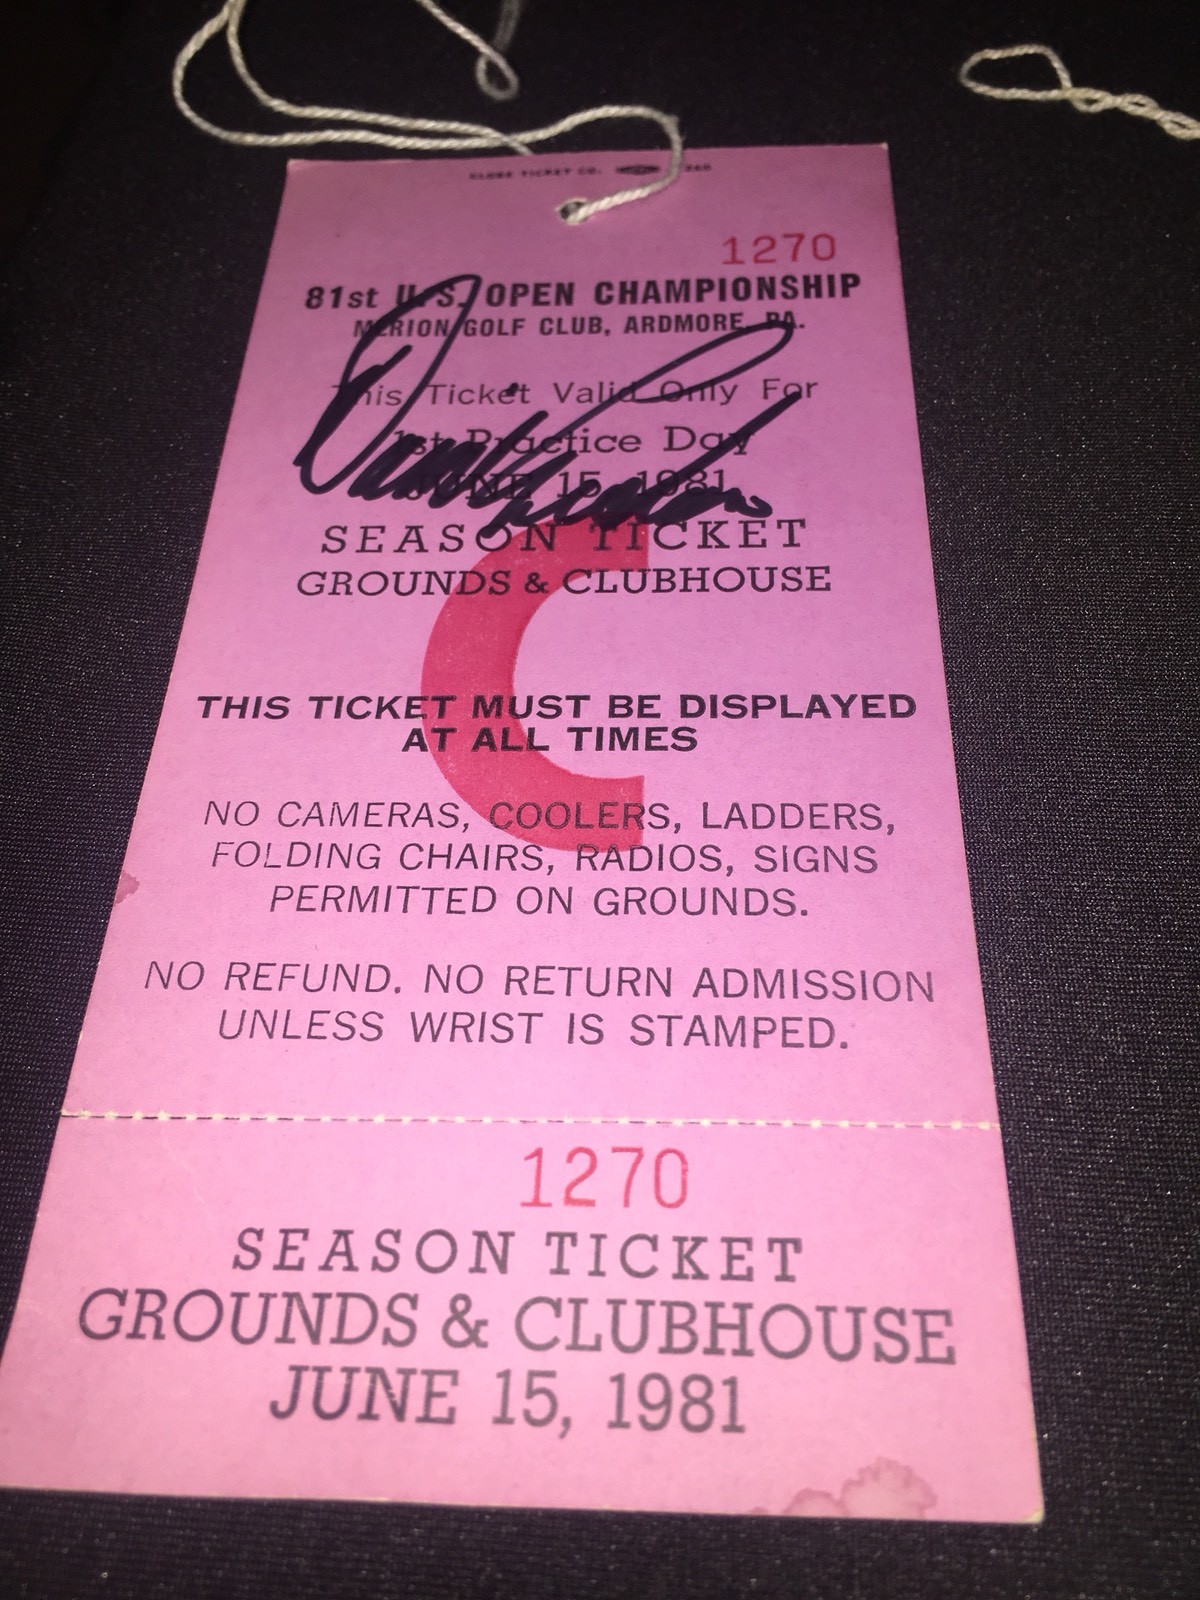 GLOBE TICKET CO.
1270
81st U.S. OPEN CHAMPIONSHIP
MERION GOLF CLUB, ARDMORE, PA.
This Ticket Valid Only For
1st Practice Day
JUNE 15, 1981
SEASON TICKET
GROUNDS & CLUBHOUSE
C
THIS TICKET MUST BE DISPLAYED
AT ALL TIMES
NO CAMERAS, COOLERS, LADDERS,
FOLDING CHAIRS, RADIOS, SIGNS
PERMITTED ON GROUNDS.
NO REFUND. NO RETURN ADMISSION
UNLESS WRIST IS STAMPED.
1270
SEASON TICKET
GROUNDS & CLUBHOUSE
JUNE 15, 1981